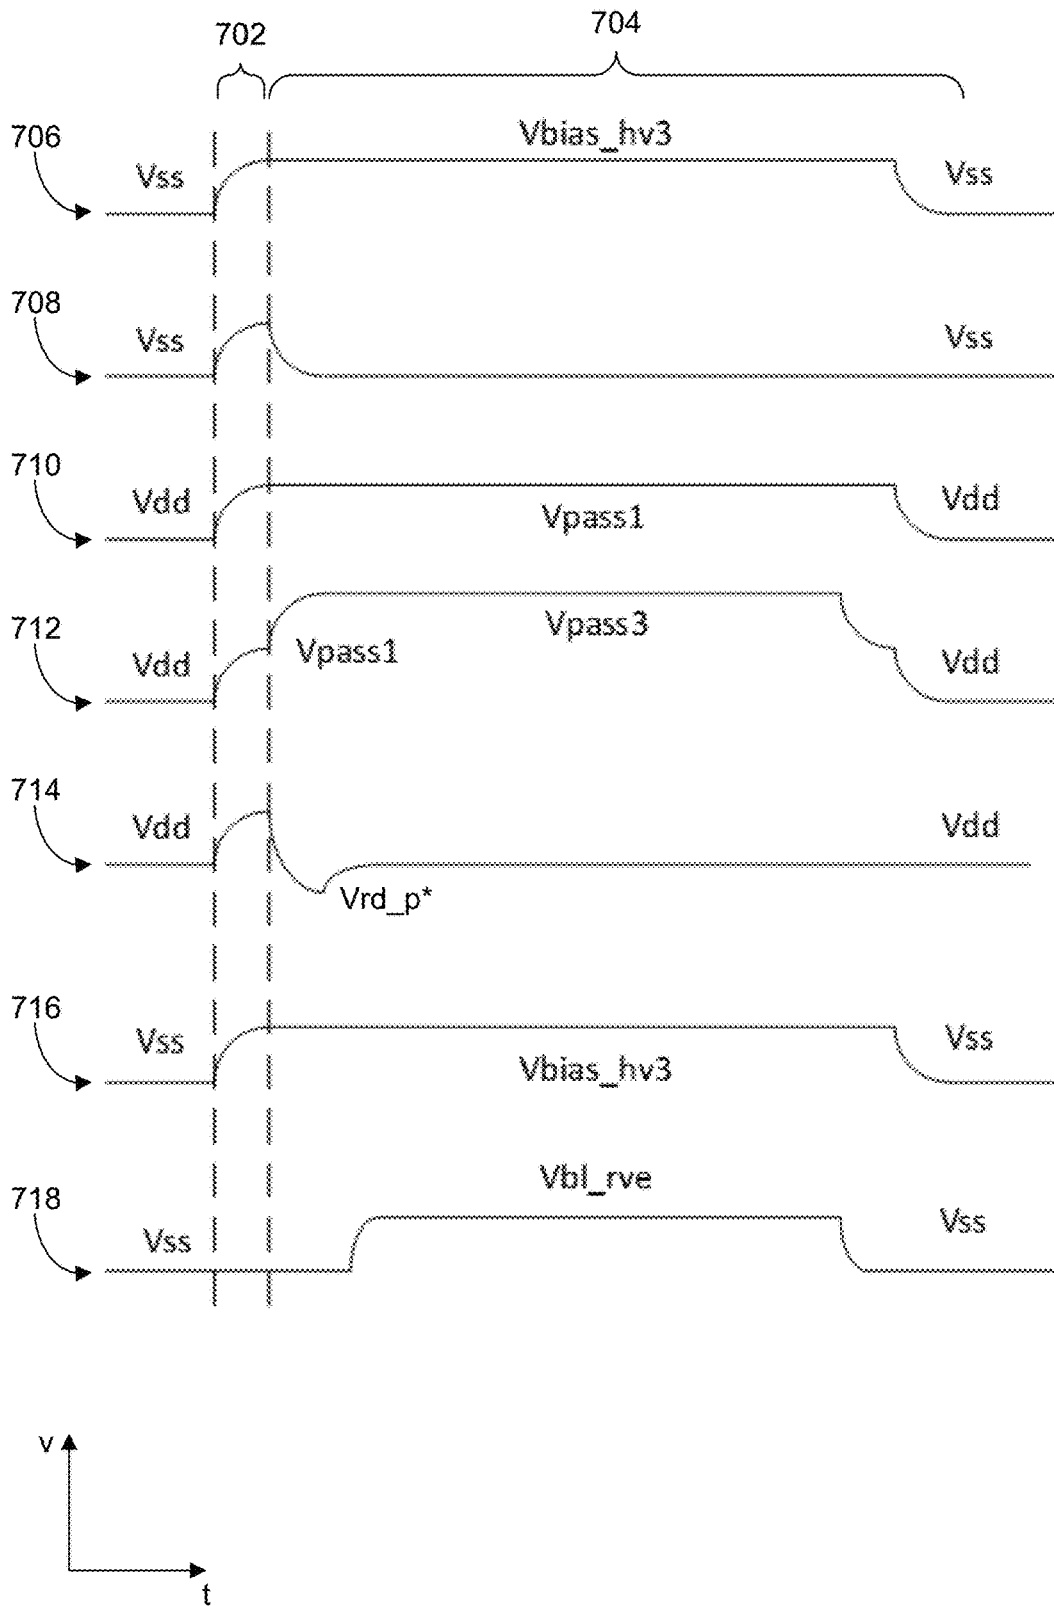 702
704
706
Vss
Vbias_hv3
Vss
708
Vss
Vss
710
Vdd
Vpass1
Vdd
712
Vdd
Vpass1
Vpass3
Vdd
714
Vdd
Vrd_p*
Vdd
716
Vss
Vbias_hv3
Vss
718
Vss
Vbl_rve
Vss
v
t